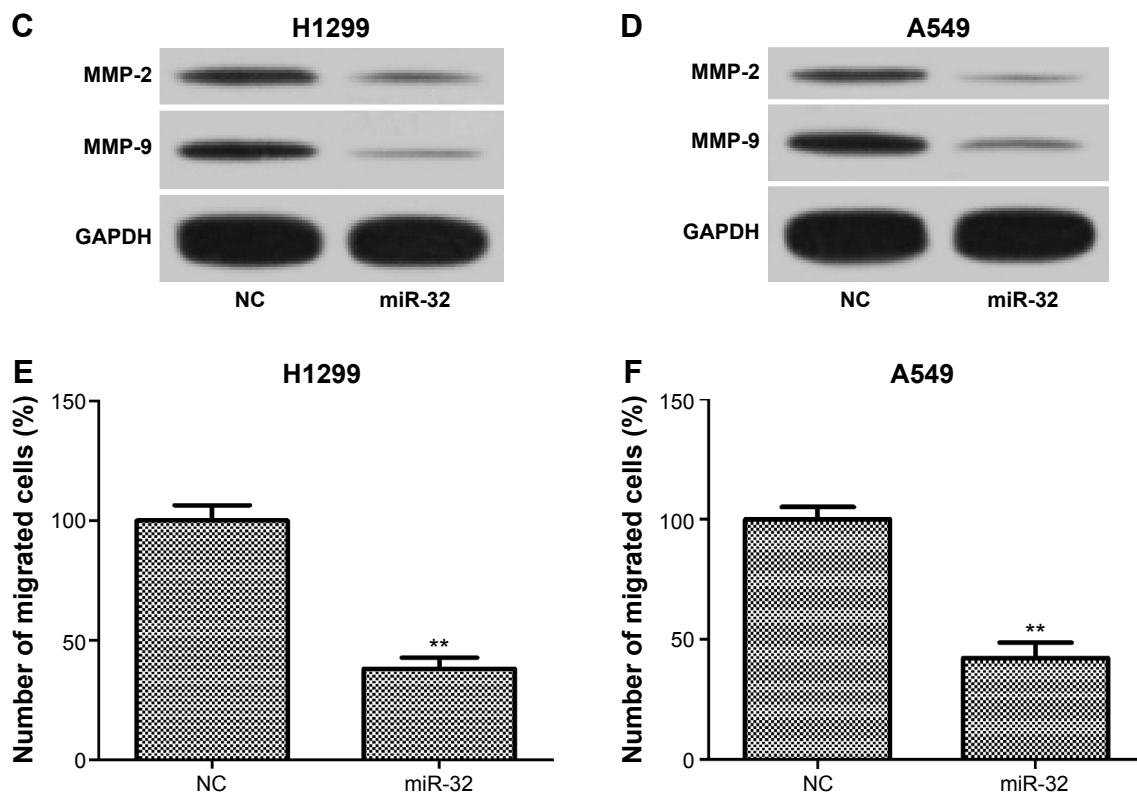 C
H1299
MMP-2
MMP-9
GAPDH
NC miR-32
D
A549
MMP-2
MMP-9
GAPDH
NC miR-32
E
H1299
Number of migrated cells (%)
150
100
50
0
**
NC miR-32
F
A549
Number of migrated cells (%)
150
100
50
0
**
NC miR-32